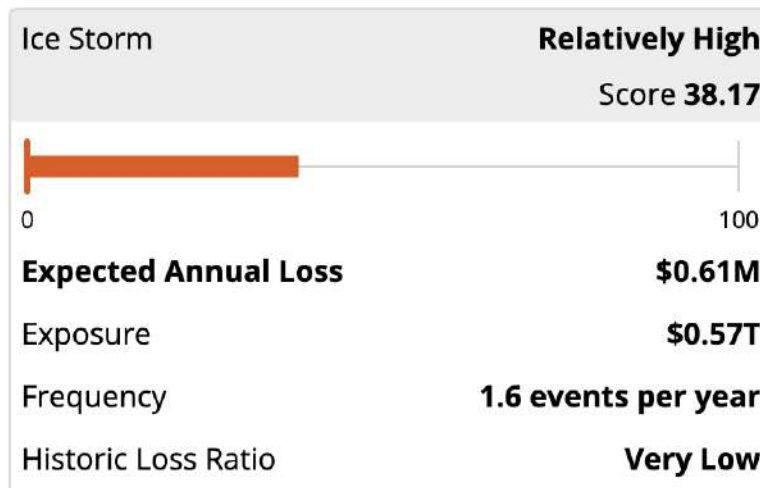 Ice Storm Relatively High
Score 38.17
0 100
Expected Annual Loss $0.61M
Exposure $0.57T
Frequency 1.6 events per year
Historic Loss Ratio Very Low